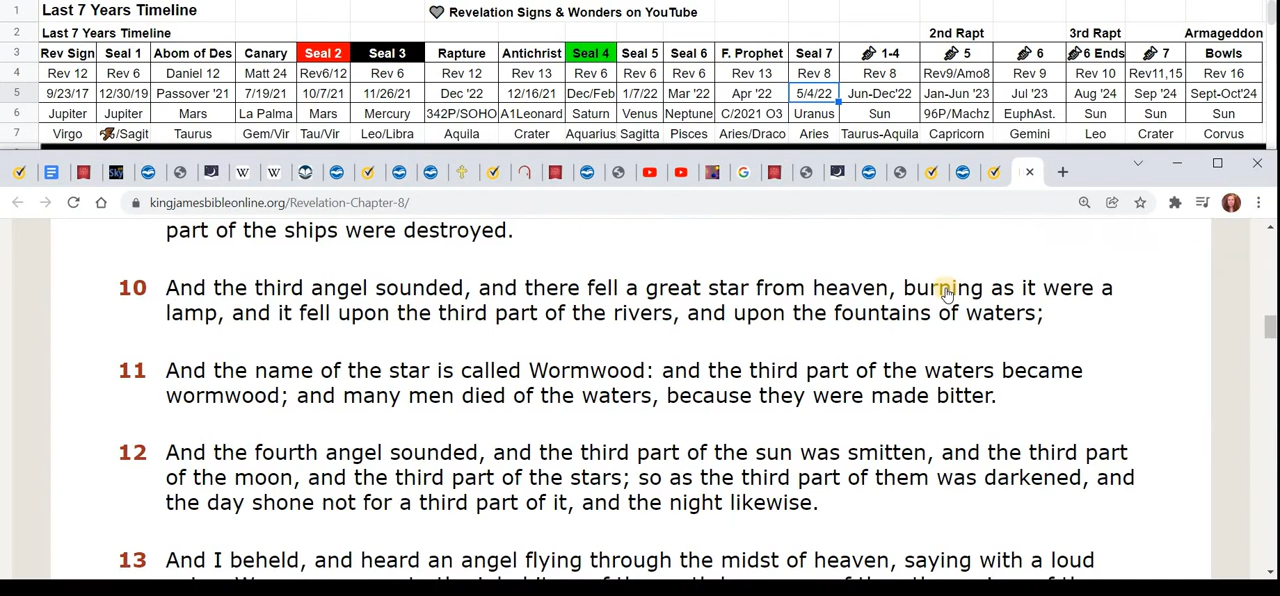 1 Last 7 Years Timeline Revelation Signs & Wonders on YouTube
2 Last 7 Years Timeline 2nd Rapt 3rd Rapt Armageddon
3 Rev Sign Seal 1 Abom of Des Canary Seal 2 Seal 3 Rapture Antichrist Seal 4 Seal 5 Seal 6 F. Prophet Seal 7 1-4 5 6 6 Ends 7 Bowls
4 Rev 12 Rev 6 Daniel 12 Matt 24 Rev6/12 Rev 6 Rev 12 Rev 13 Rev 6 Rev 6 Rev 6 Rev 13 Rev 8 Rev 8 Rev9/Amo8 Rev 9 Rev 10 Rev11,15 Rev 16
5 9/23/17 12/30/19 Passover '21 7/19/21 10/7/21 11/26/21 Dec '22 12/16/21 Dec/Feb 1/7/22 Mar '22 Apr '22 5/4/22 Jun-Dec'22 Jan-Jun '23 Jul '23 Aug '24 Sep '24 Sept-Oct'24
6 Jupiter Jupiter Mars La Palma Mars Mercury 342P/SOHO A1Leonard Saturn Venus Neptune C/2021 O3 Uranus Sun 96P/Machz EuphAst. Sun Sun Sun
7 Virgo /Sagit Taurus Gem/Vir Tau/Vir Leo/Libra Aquila Crater Aquarius Sagitta Pisces Aries/Draco Aries Taurus-Aquila Capricorn Gemini Leo Crater Corvus
kingjamesbibleonline.org/Revelation-Chapter-8/
part of the ships were destroyed.
10 And the third angel sounded, and there fell a great star from heaven, burning as it were a
lamp, and it fell upon the third part of the rivers, and upon the fountains of waters;
11 And the name of the star is called Wormwood: and the third part of the waters became
wormwood; and many men died of the waters, because they were made bitter.
12 And the fourth angel sounded, and the third part of the sun was smitten, and the third part
of the moon, and the third part of the stars; so as the third part of them was darkened, and
the day shone not for a third part of it, and the night likewise.
13 And I beheld, and heard an angel flying through the midst of heaven, saying with a loud